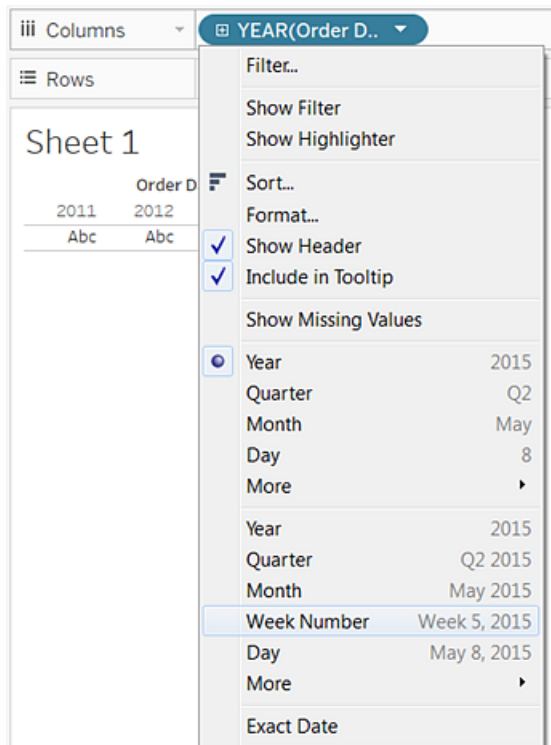 Columns
YEAR(Order D..
Rows
Sheet 1
Order D
2011 2012
Abc Abc
Filter...
Show Filter
Show Highlighter
Sort...
Format...
Show Header
Include in Tooltip
Show Missing Values
Year 2015
Quarter Q2
Month May
Day 8
More
Year 2015
Quarter Q2 2015
Month May 2015
Week Number Week 5, 2015
Day May 8, 2015
More
Exact Date